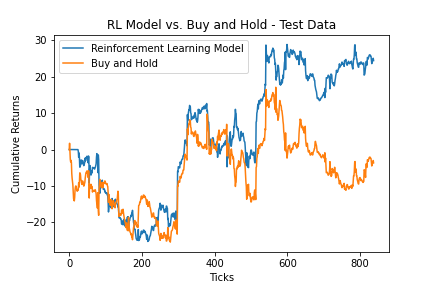 RL Model vs. Buy and Hold - Test Data
Reinforcement Learning Model
Buy and Hold
Cumulative Returns
30
20
10
0
−10
−20
0
200
400
600
800
Ticks